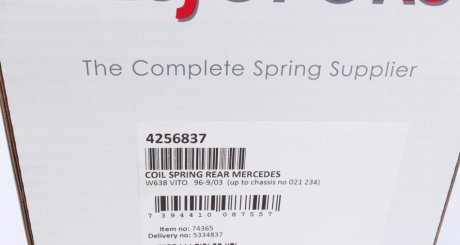 The Complete Spring Supplier
4256837
COIL SPRING REAR MERCEDES
W638 VITO 96-9/03 (up to chassis no 021 234)
7 394410 087557
Item no: 74365
Delivery no: 5334837